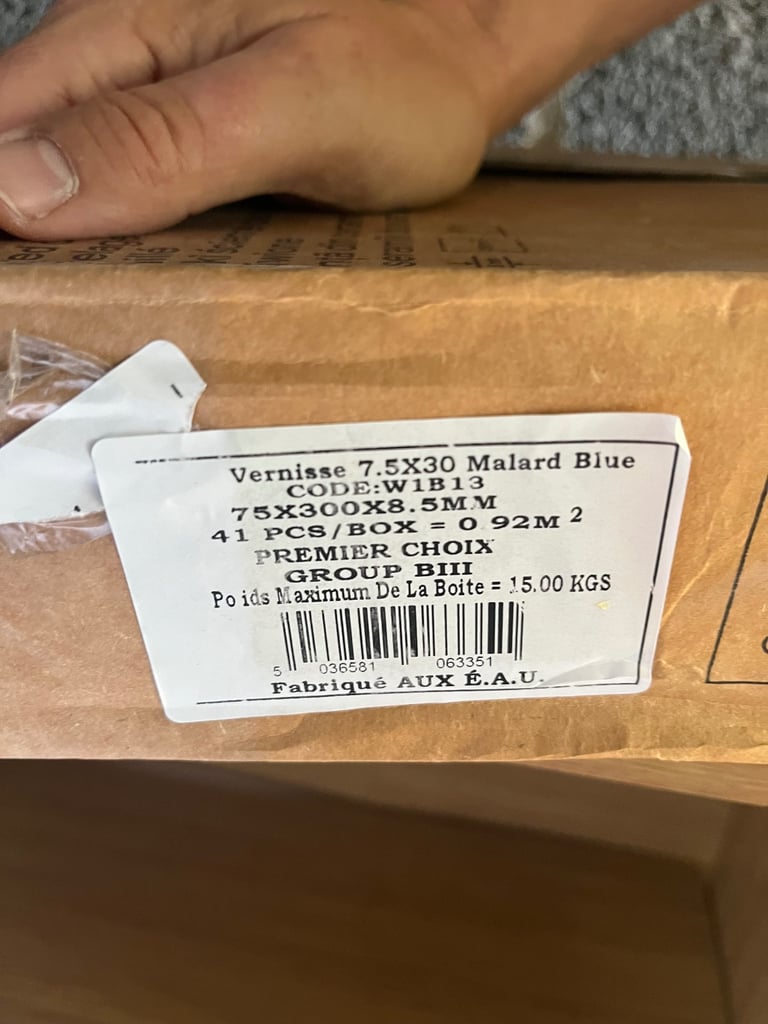 Vernisse 7.5X30 Malard Blue
CODE:W1B13
75X300X8.5MM
41 PCS/BOX = 0.92M 2
PREMIER CHOIX
GROUP BIII
Poids Maximum De La Boite = 15.00 KGS
5 036581 063351
Fabriqué AUX É.A.U.